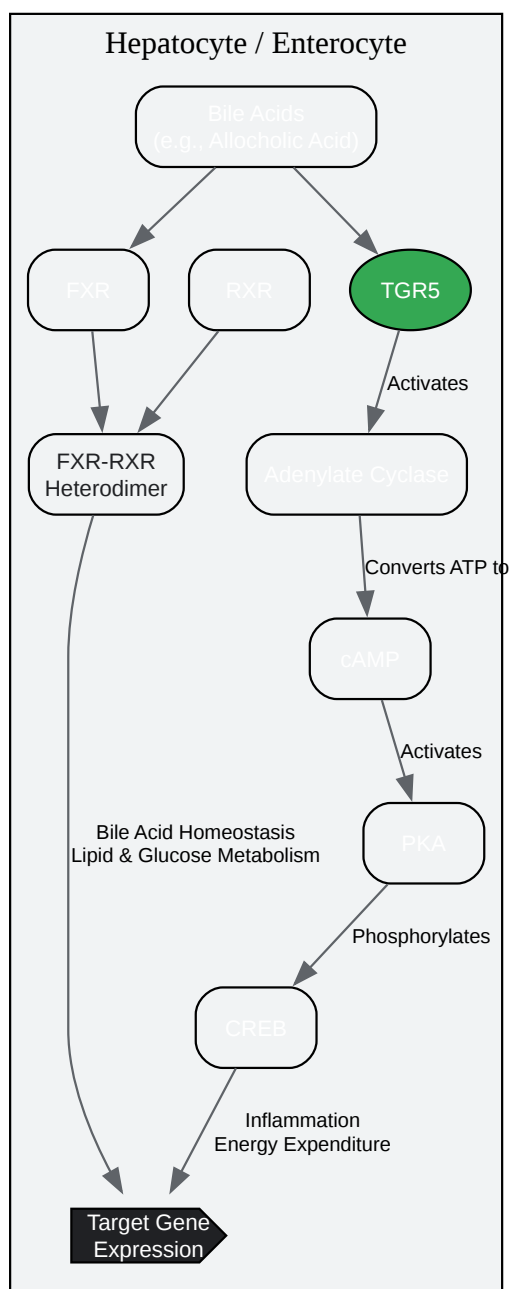 Hepatocyte / Enterocyte
Bile Acids
(e.g., Allocholic Acid)
FXR
RXR
TGR5
Activates
FXR-RXR
Heterodimer
Adenylate Cyclase
Converts ATP to
cAMP
Activates
Bile Acid Homeostasis
Lipid & Glucose Metabolism
PKA
Phosphorylates
CREB
Inflammation
Energy Expenditure
Target Gene
Expression